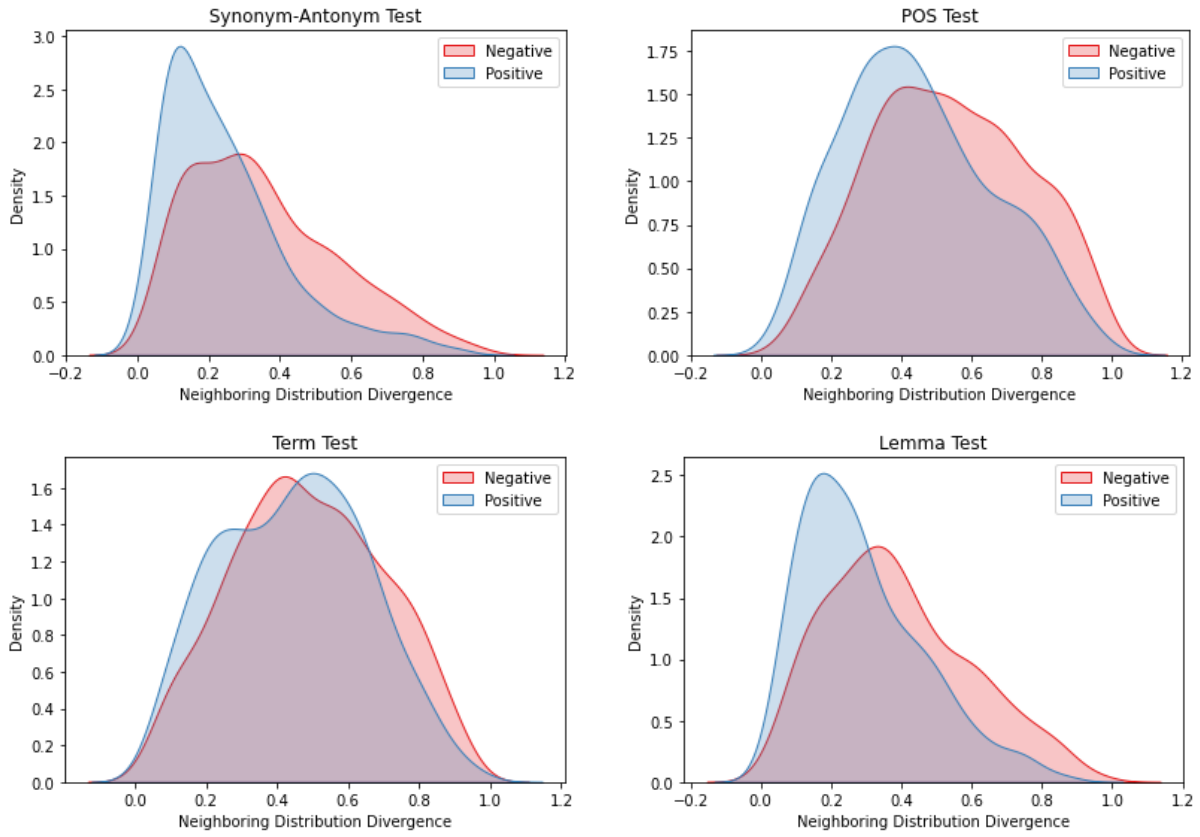 Synonym-Antonym Test
3.0
2.5
2.0
1.5
1.0
0.5
0.0
Density
−0.2 0.0 0.2 0.4 0.6 0.8 1.0 1.2
Neighboring Distribution Divergence
Negative
Positive
POS Test
1.75
1.50
1.25
1.00
0.75
0.50
0.25
0.00
Density
−0.2 0.0 0.2 0.4 0.6 0.8 1.0 1.2
Neighboring Distribution Divergence
Negative
Positive
Term Test
1.6
1.4
1.2
1.0
0.8
0.6
0.4
0.2
0.0
Density
0.0 0.2 0.4 0.6 0.8 1.0 1.2
Neighboring Distribution Divergence
Negative
Positive
Lemma Test
2.5
2.0
1.5
1.0
0.5
0.0
Density
−0.2 0.0 0.2 0.4 0.6 0.8 1.0 1.2
Neighboring Distribution Divergence
Negative
Positive